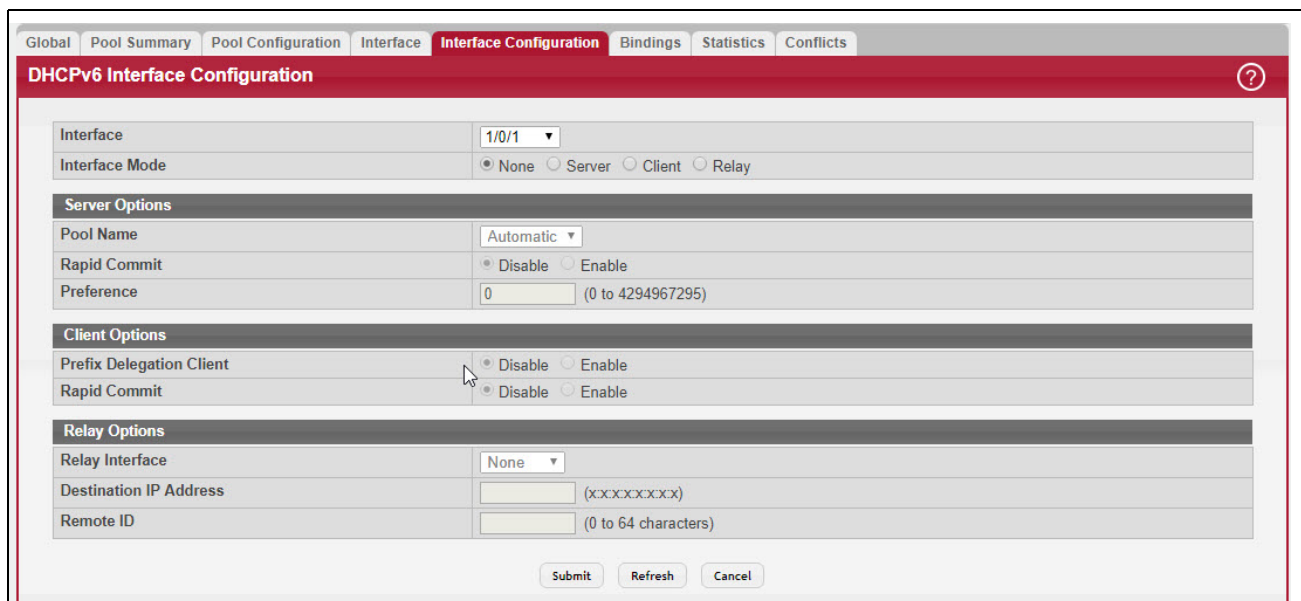 Global Pool Summary Pool Configuration Interface Interface Configuration Bindings Statistics Conflicts
DHCPv6 Interface Configuration ?
Interface 1/0/1
Interface Mode None Server Client Relay
Server Options
Pool Name Automatic
Rapid Commit Disable Enable
Preference 0 (0 to 4294967295)
Client Options
Prefix Delegation Client Disable Enable
Rapid Commit Disable Enable
Relay Options
Relay Interface None
Destination IP Address (x:x:x:x:x:x:x:x)
Remote ID (0 to 64 characters)
Submit Refresh Cancel